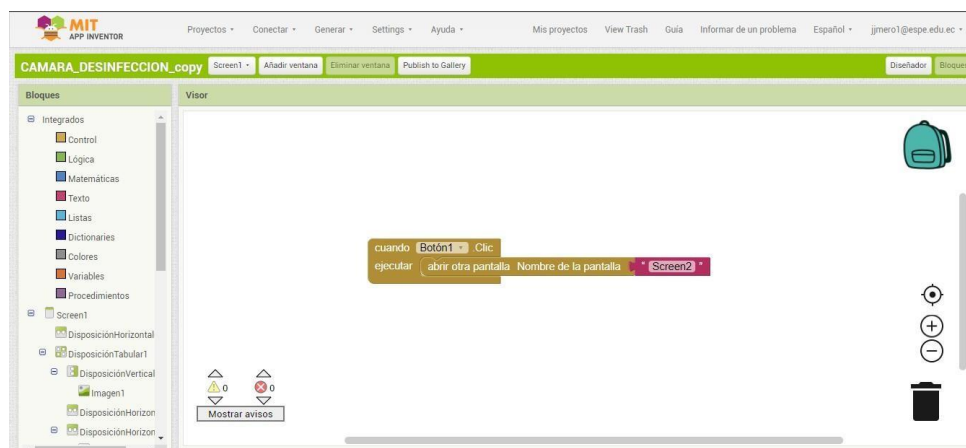 MIT
APP INVENTOR
Proyectos Conectar Generar Settings Ayuda Mis proyectos View Trash Guía Informar de un problema Español jjmero1@espe.edu.ec
CAMARA_DESINFECCION_copy Screen1 Añadir ventana Eliminar ventana Publish to Gallery Diseñador Bloques
Bloques Visor
Integrados
Control
Lógica
Matemáticas
Texto
Listas
Dictionaries
Colores
Variables
Procedimientos
Screen1
DisposiciónHorizontal
DisposiciónTabular1
DisposiciónVertical
Imagen1
DisposiciónHorizon
DisposiciónHorizon
cuando Botón1 .Clic
ejecutar abrir otra pantalla Nombre de la pantalla " Screen2 "
0 0
Mostrar avisos